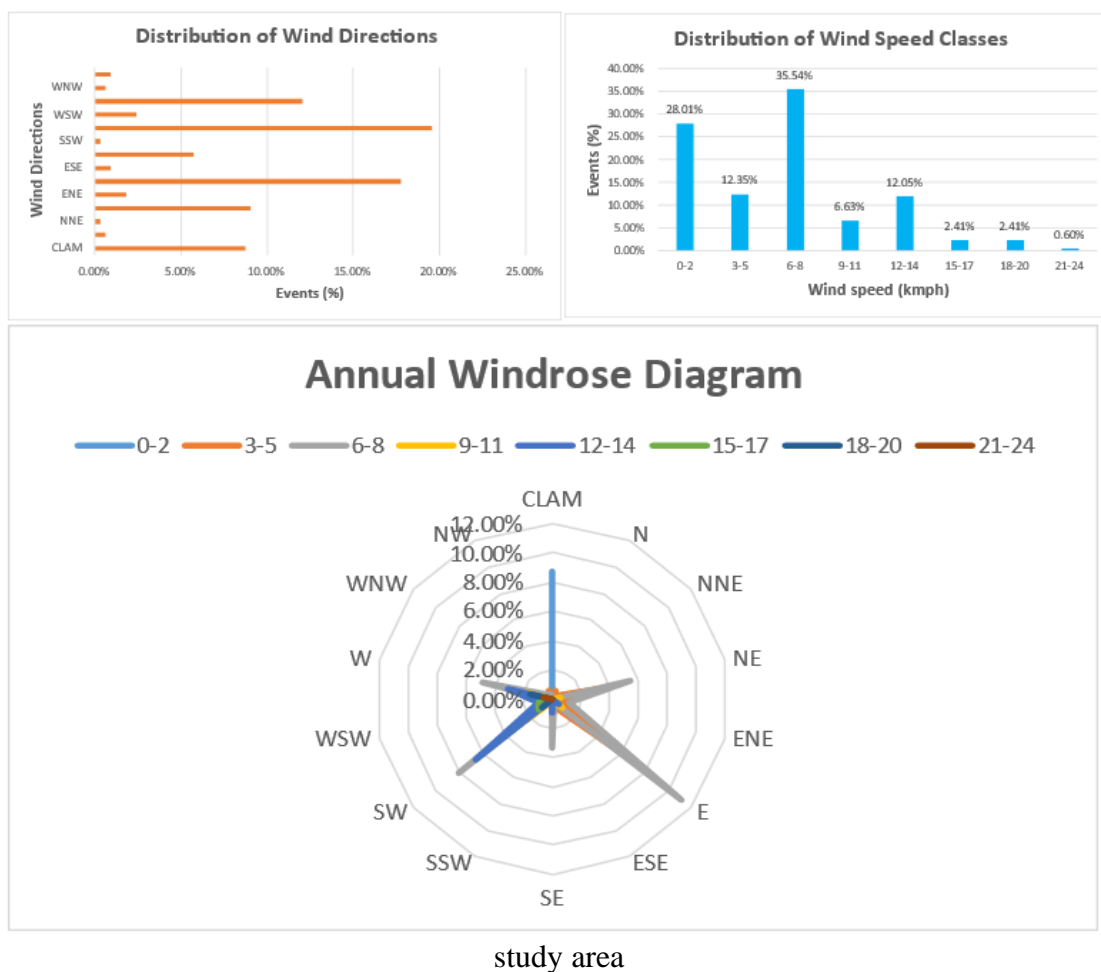 Distribution of Wind Directions
Wind Directions
WNW
WSW
SSW
ESE
ENE
NNE
CLAM
0.00% 5.00% 10.00% 15.00% 20.00% 25.00%
Events (%)
Distribution of Wind Speed Classes
Events (%)
40.00%
35.00%
30.00%
25.00%
20.00%
15.00%
10.00%
5.00%
0.00%
28.01%
12.35%
35.54%
6.63%
12.05%
2.41%
2.41%
0.60%
0-2 3-5 6-8 9-11 12-14 15-17 18-20 21-24
Wind speed (kmph)
Annual Windrose Diagram
0-2 3-5 6-8 9-11 12-14 15-17 18-20 21-24
CLAM
N
NNE
NE
ENE
E
ESE
SE
SSW
SW
WSW
W
WNW
NW
12.00%
10.00%
8.00%
6.00%
4.00%
2.00%
0.00%
study area